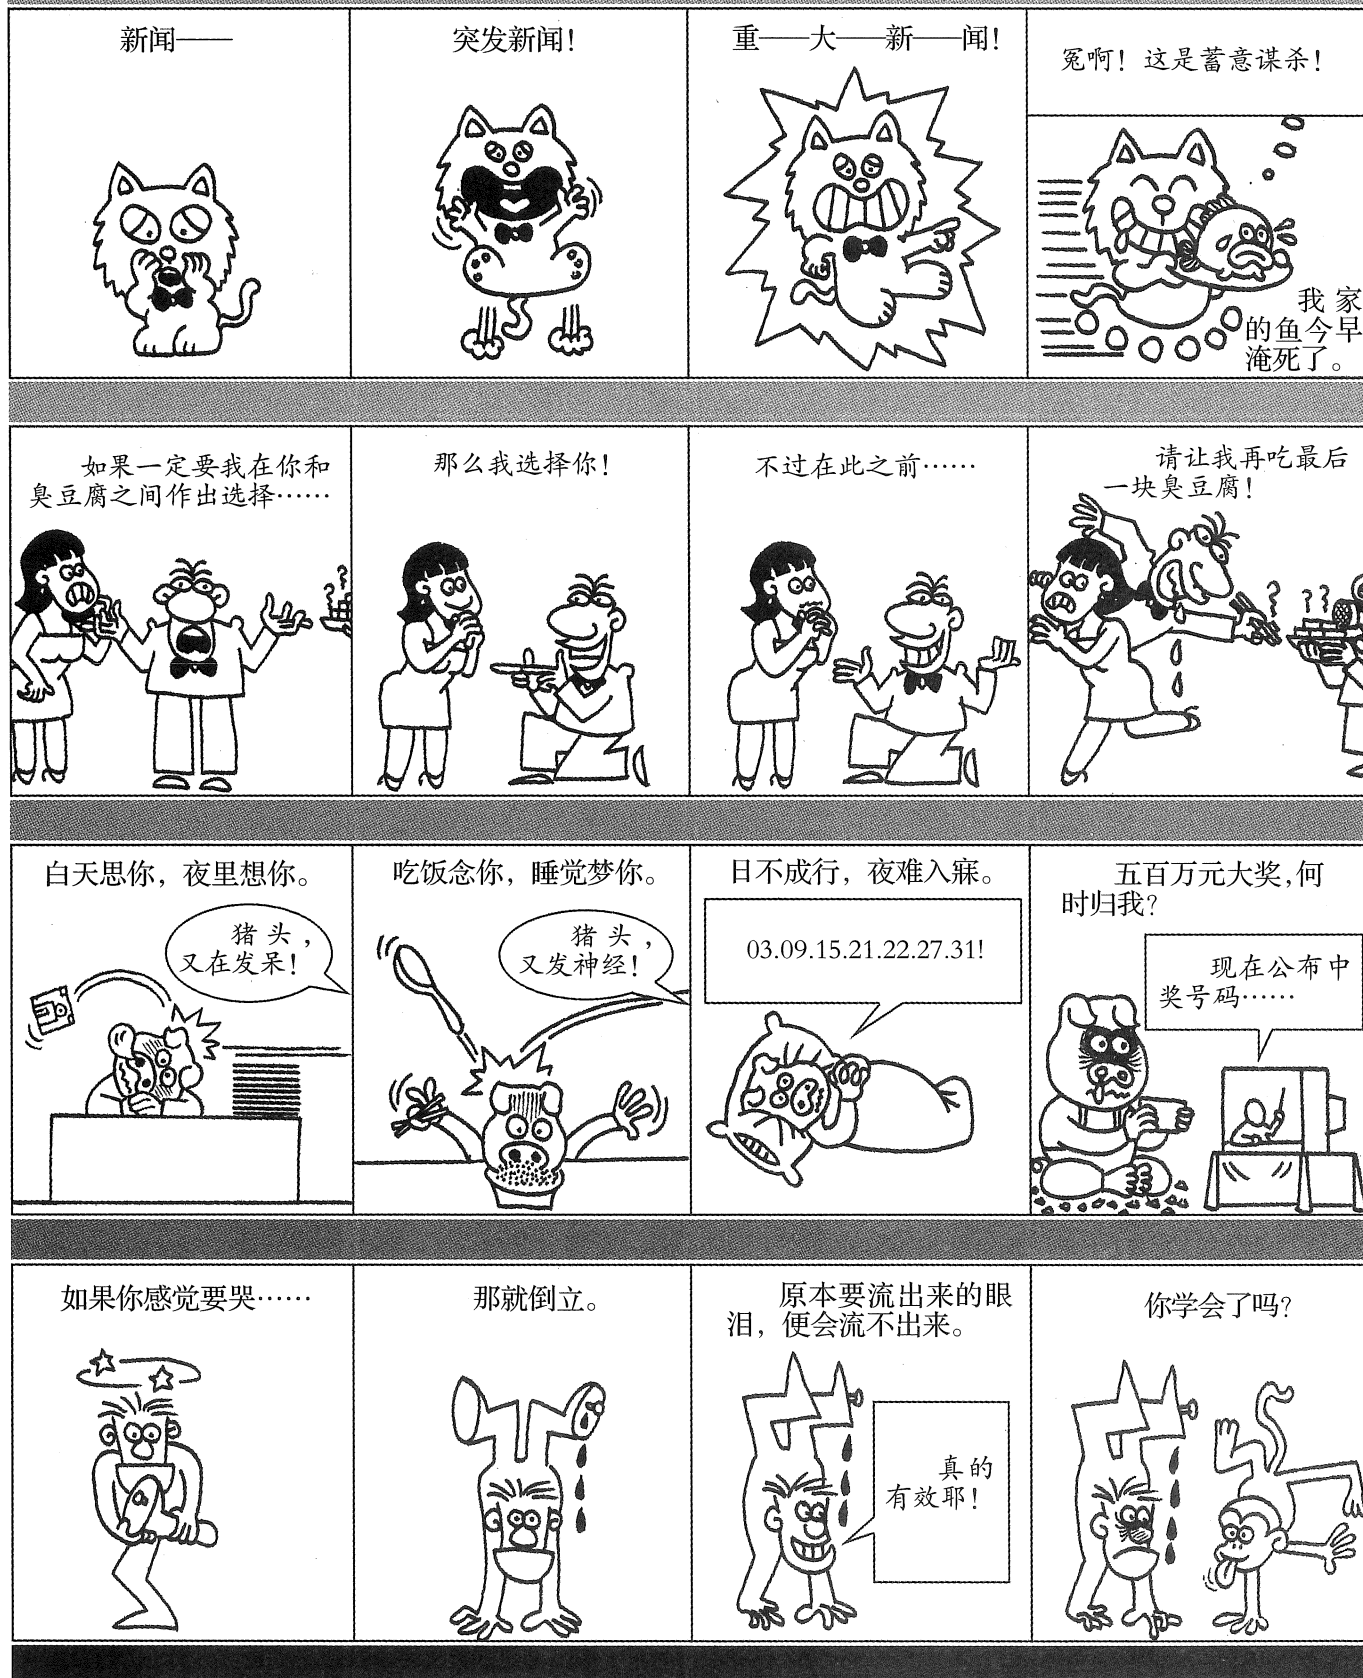 新闻——
突发新闻！
重——大——新——闻！
冤啊！这是蓄意谋杀！
我家
的鱼今早
淹死了。
如果一定要我在你和
臭豆腐之间作出选择……
那么我选择你！
不过在此之前……
请让我再吃最后
一块臭豆腐！
白天思你，夜里想你。
猪头，
又在发呆！
吃饭念你，睡觉梦你。
猪头，
又发神经！
日不成行，夜难入寐。
03.09.15.21.22.27.31!
五百万元大奖，何
时归我？
现在公布中
奖号码……
如果你感觉要哭……
那就倒立。
原本要流出来的眼
泪，便会流不出来。
真的
有效耶！
你学会了吗？